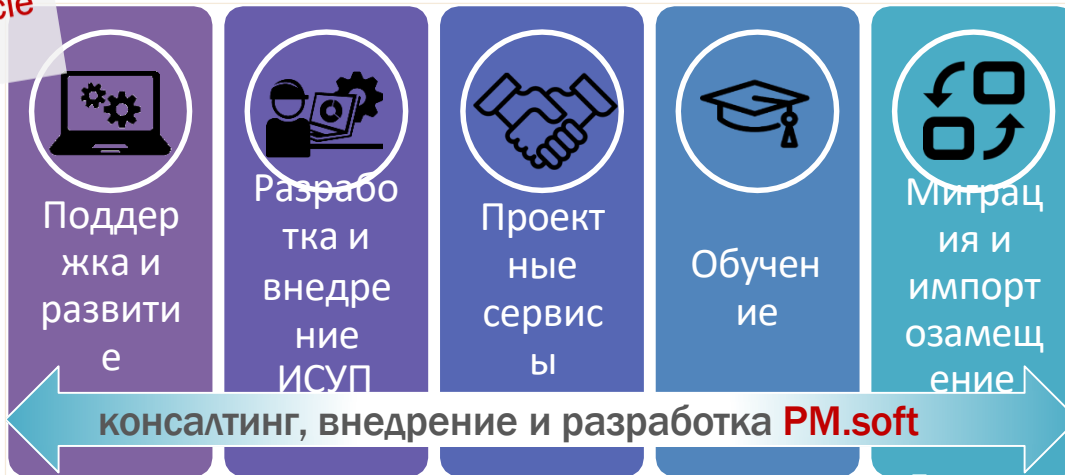 cie
Поддер
жка и
развити
е
Разрабо
тка и
внедре
ние
ИСУП
Проект
ные
сервис
ы
Обучен
ие
Миграц
ия и
импорт
озамещ
ение
консалтинг, внедрение и разработка PM.soft